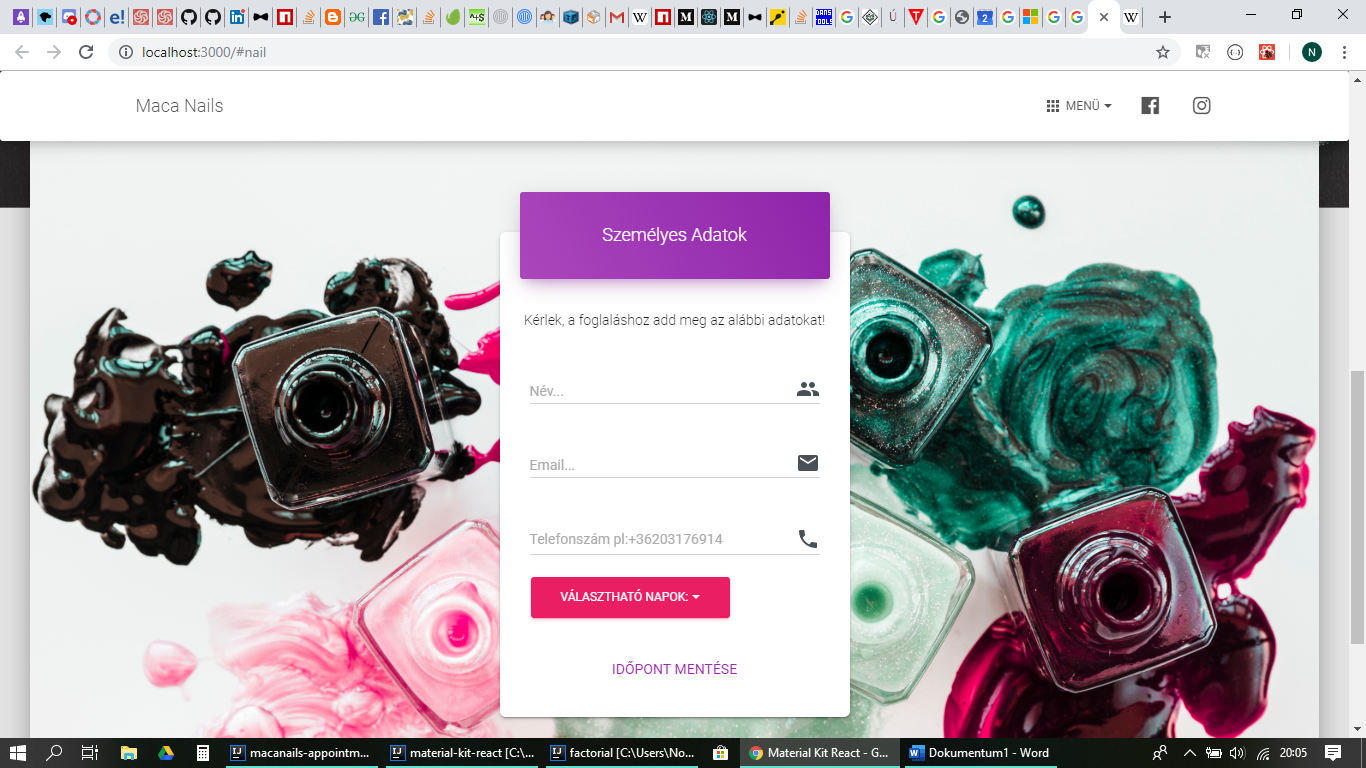 localhost:3000/#nail
N
Maca Nails
MENÜ
Személyes Adatok
Kérlek, a foglaláshoz add meg az alábbi adatokat!
Név...
Email...
Telefonszám pl:+36203176914
VÁLASZTHATÓ NAPOK:
IDŐPONT MENTÉSE
macanails-appointm...
material-kit-react [C:\...
factorial [C:\Users\No...
Material Kit React - G...
Dokumentum1 - Word
20:05